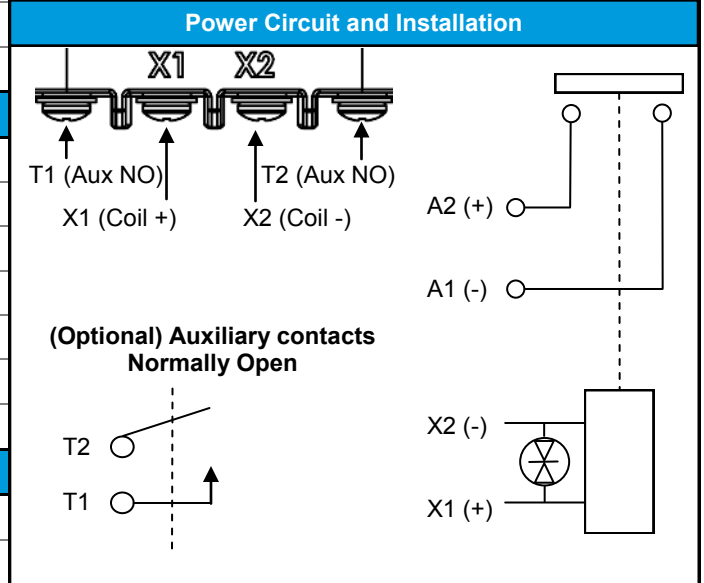 Power Circuit and Installation
X1 X2
T1 (Aux NO) T2 (Aux NO)
X1 (Coil +) X2 (Coil -)
A2 (+)
A1 (-)
(Optional) Auxiliary contacts
Normally Open
T2
T1
X2 (-)
X1 (+)